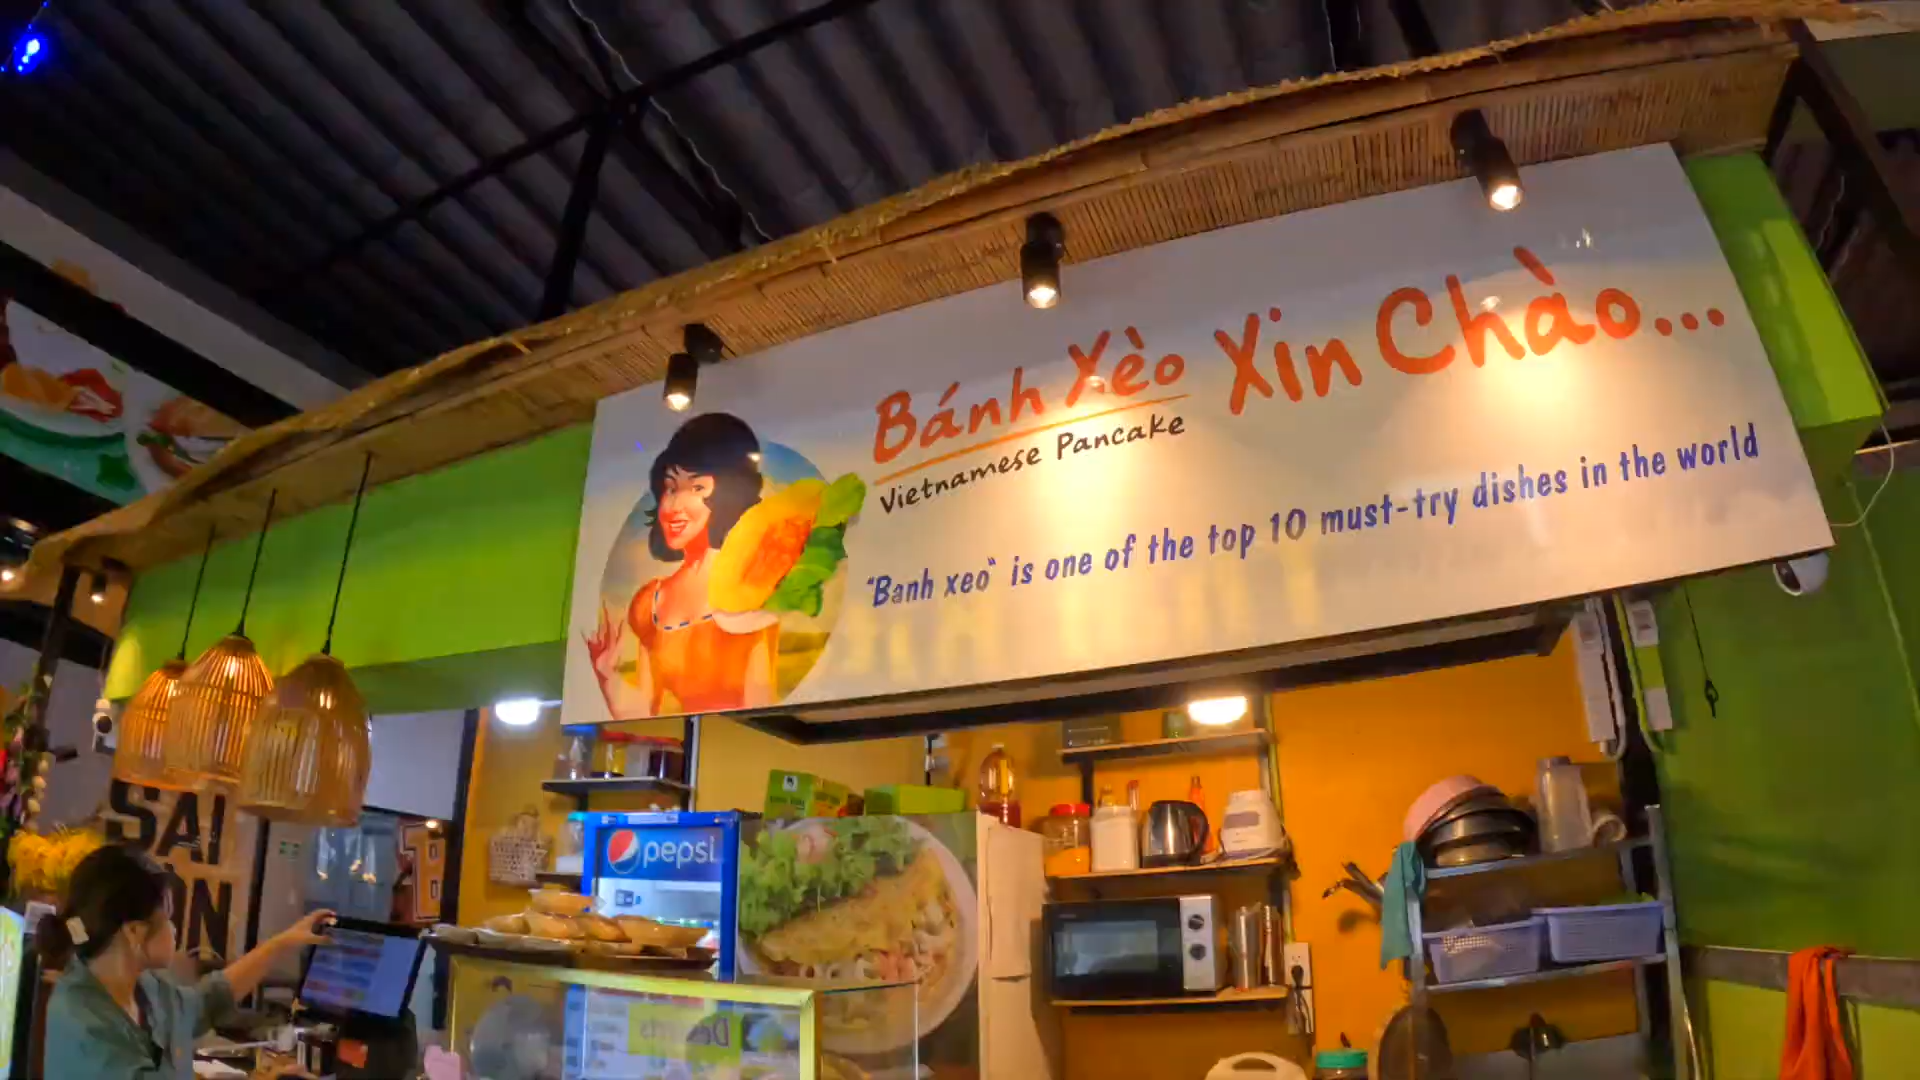 Bánh Xèo Xin Chào...
Vietnamese Pancake
"Banh xeo" is one of the top 10 must-try dishes in the world
pepsi
SAI